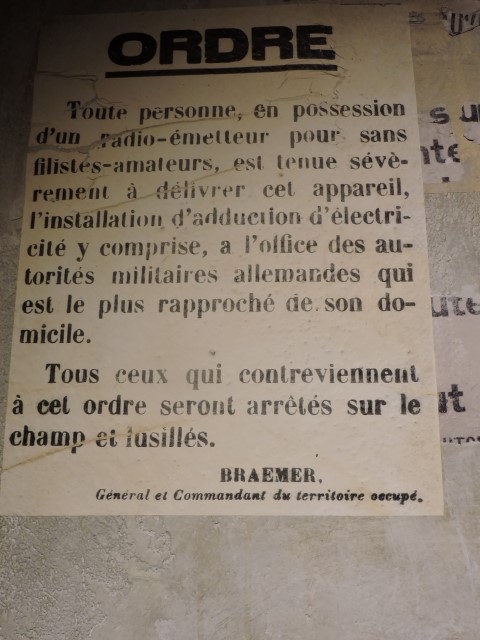 ORDRE
Toute personne, en possession
d'un radio-émetteur pour sans
filistes-amateurs, est tenue sévè-
rement à délivrer cet appareil,
l'installation d'adduction d'électri-
cité y comprise, a l'office des au-
torités militaires allemandes qui
est le plus rapproché de son do-
micile.
Tous ceux qui contreviennent
à cet ordre seront arrêtés sur le
champ et fusillés.
BRAEMER,
Général et Commandant du territoire occupé.